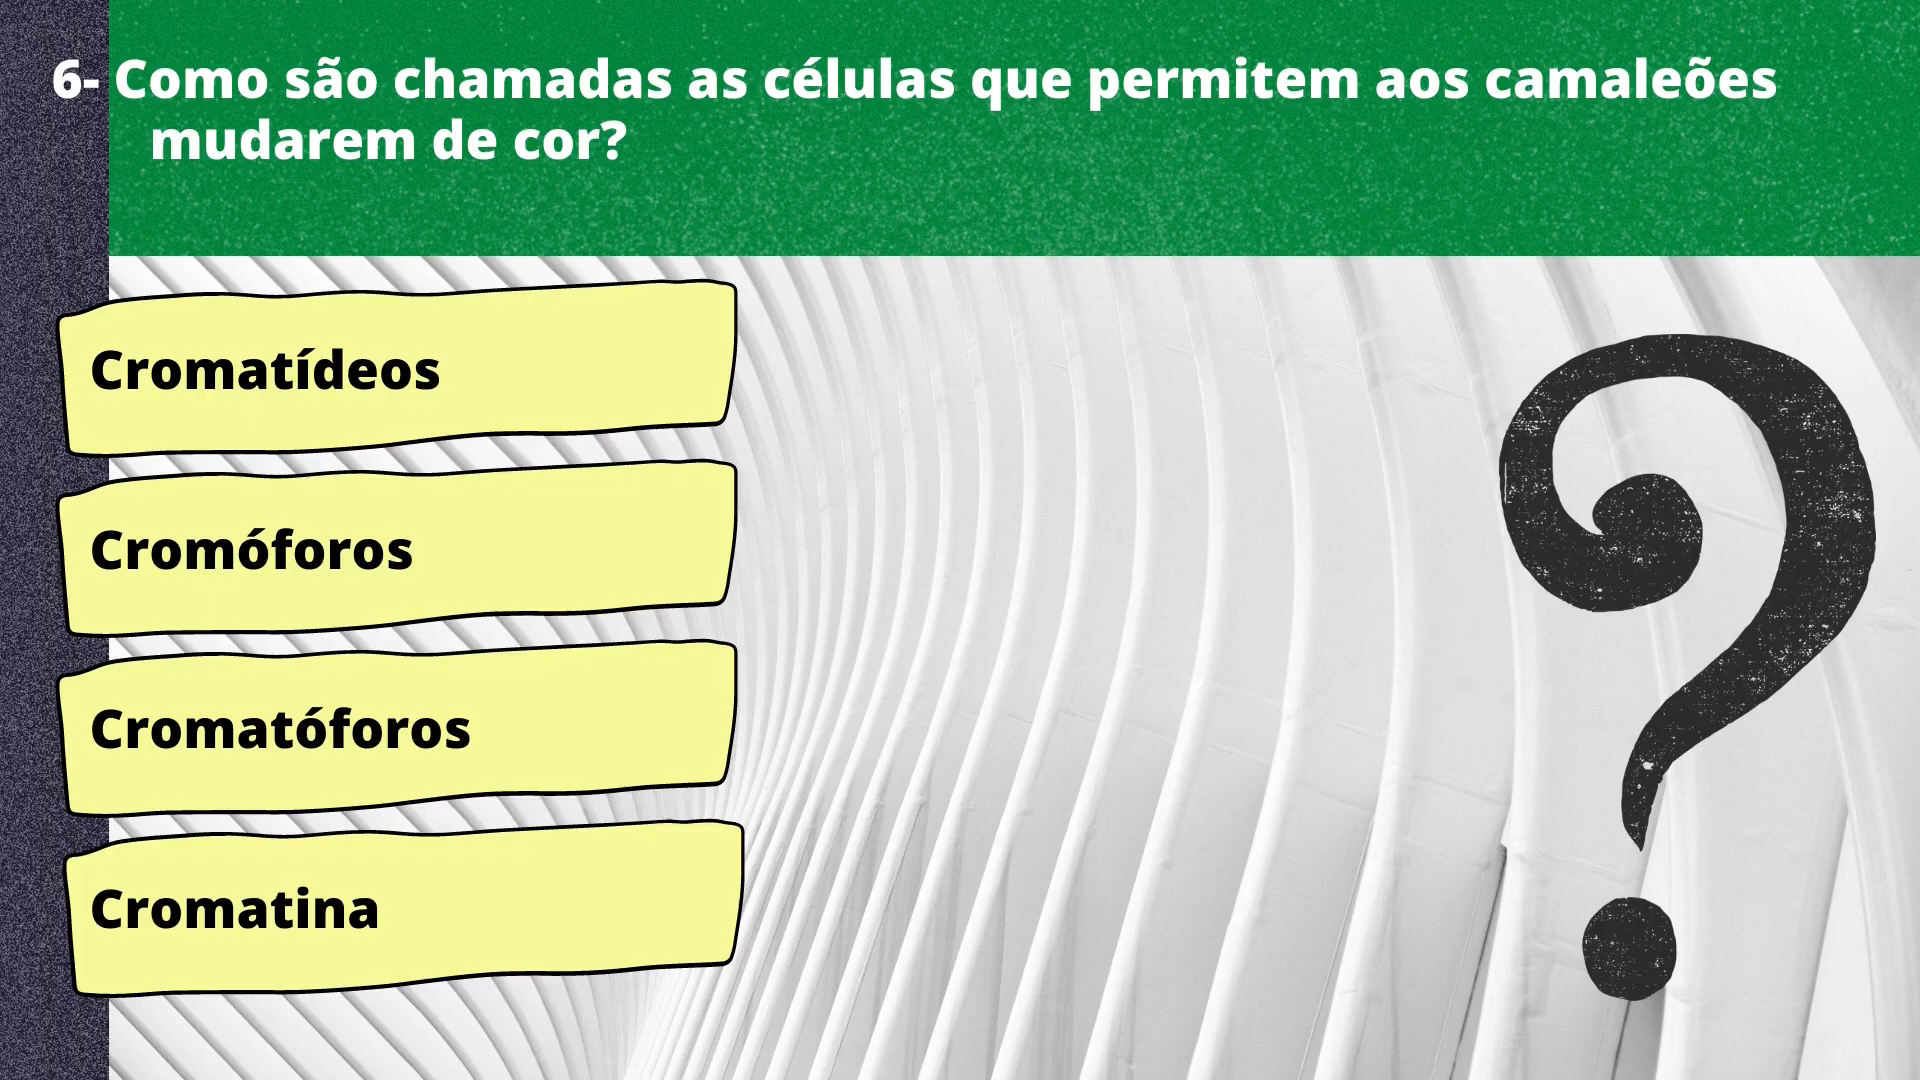 6- Como são chamadas as células que permitem aos camaleões
mudarem de cor?
Cromatídeos
Cromóforos
Cromatóforos
Cromatina